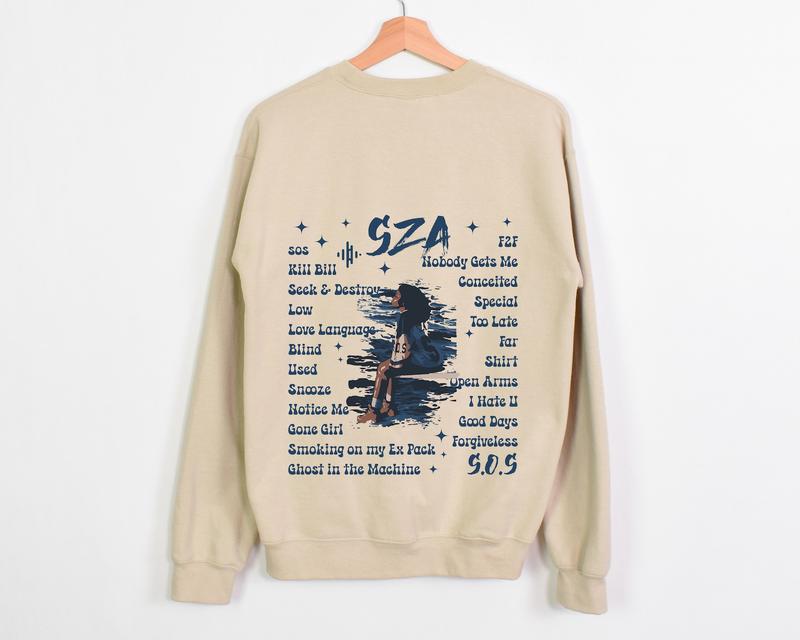 SZA
SOS
Kill Bill
Seek & Destroy
Low
Love Language
Blind
Used
Snooze
Notice Me
Gone Girl
Smoking on my Ex Pack
Ghost in the Machine
F2F
Nobody Gets Me
Conceited
Special
Too Late
Far
Shirt
Open Arms
I Hate U
Good Days
Forgiveless
S.O.S